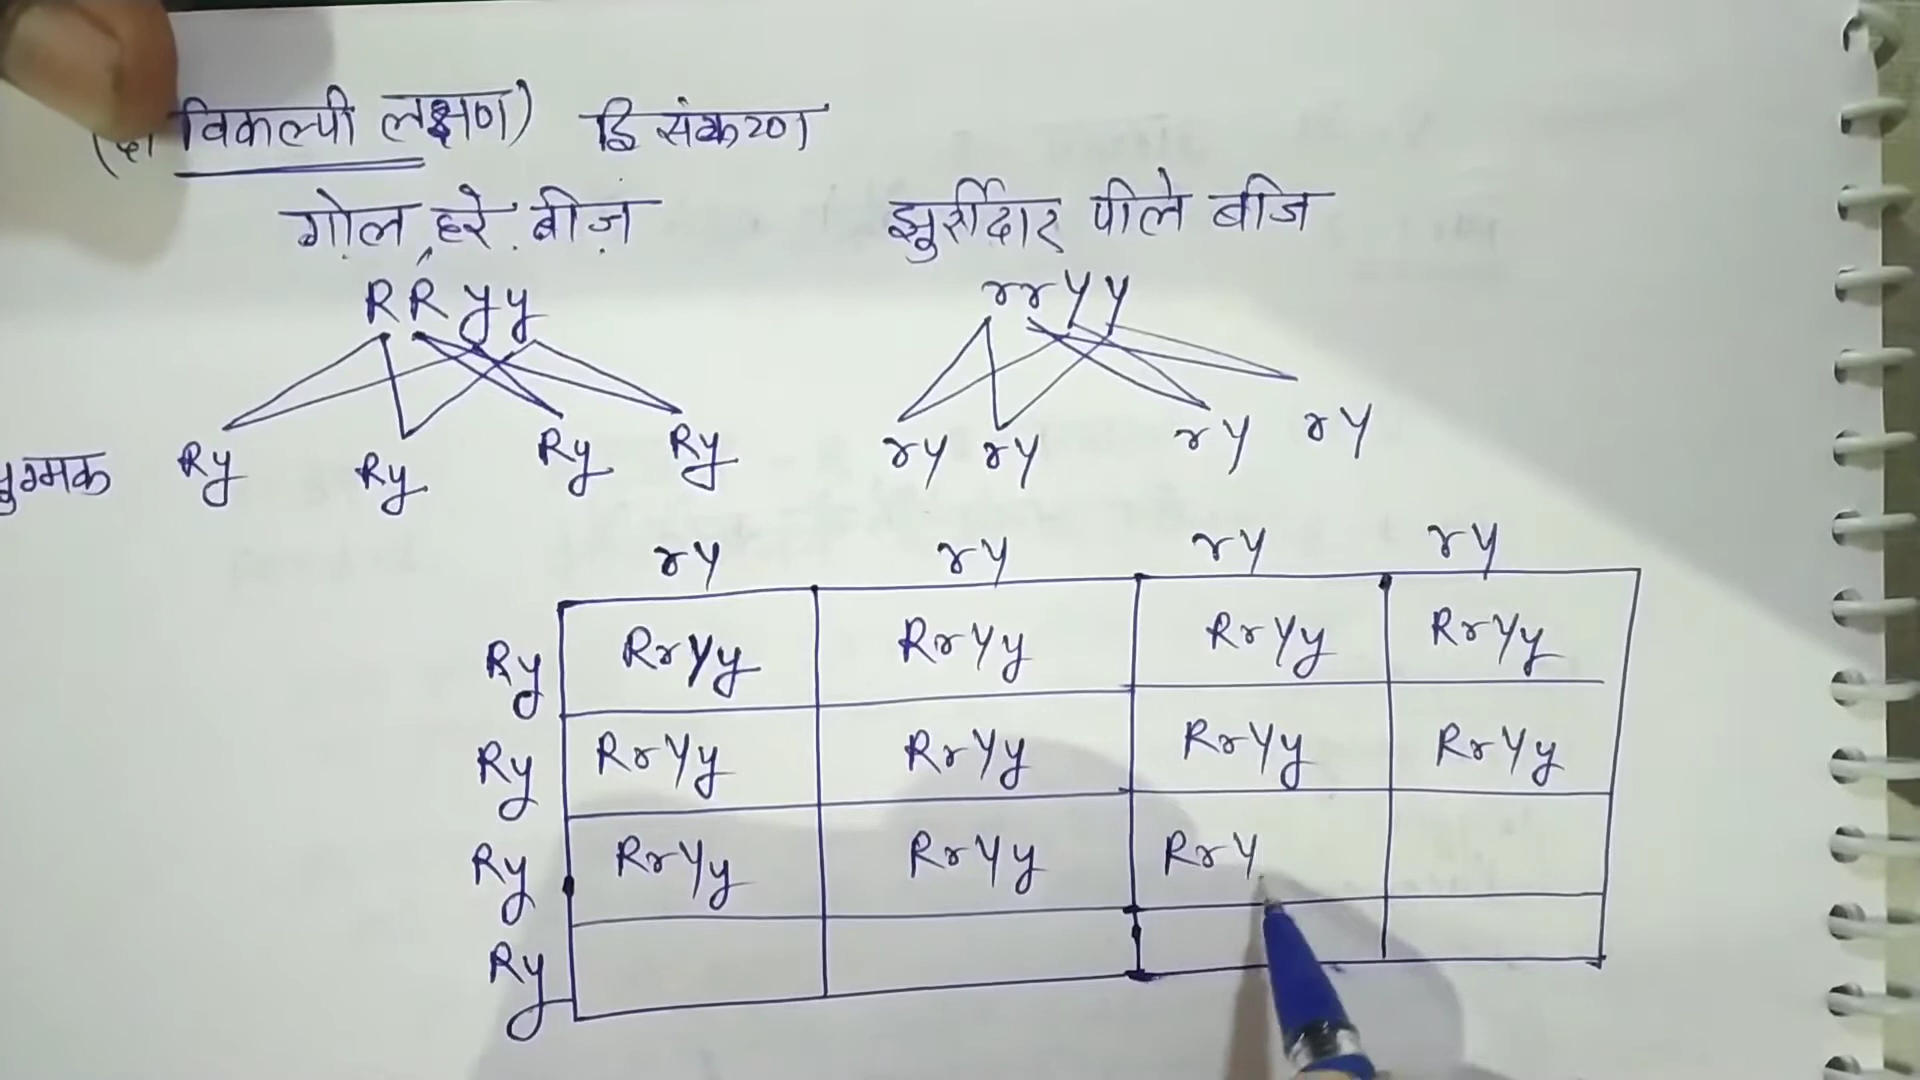 विकल्पी लक्षण) द्वि संकरण
गोल हरे बीज झुर्रीदार पीले बीज
RRyy rrYY
Ry Ry Ry Ry rY rY rY rY
rY rY rY rY
Ry RrYy RrYy RrYy RrYy
Ry RrYy RrYy RrYy RrYy
Ry RrYy RrYy RrY
Ry